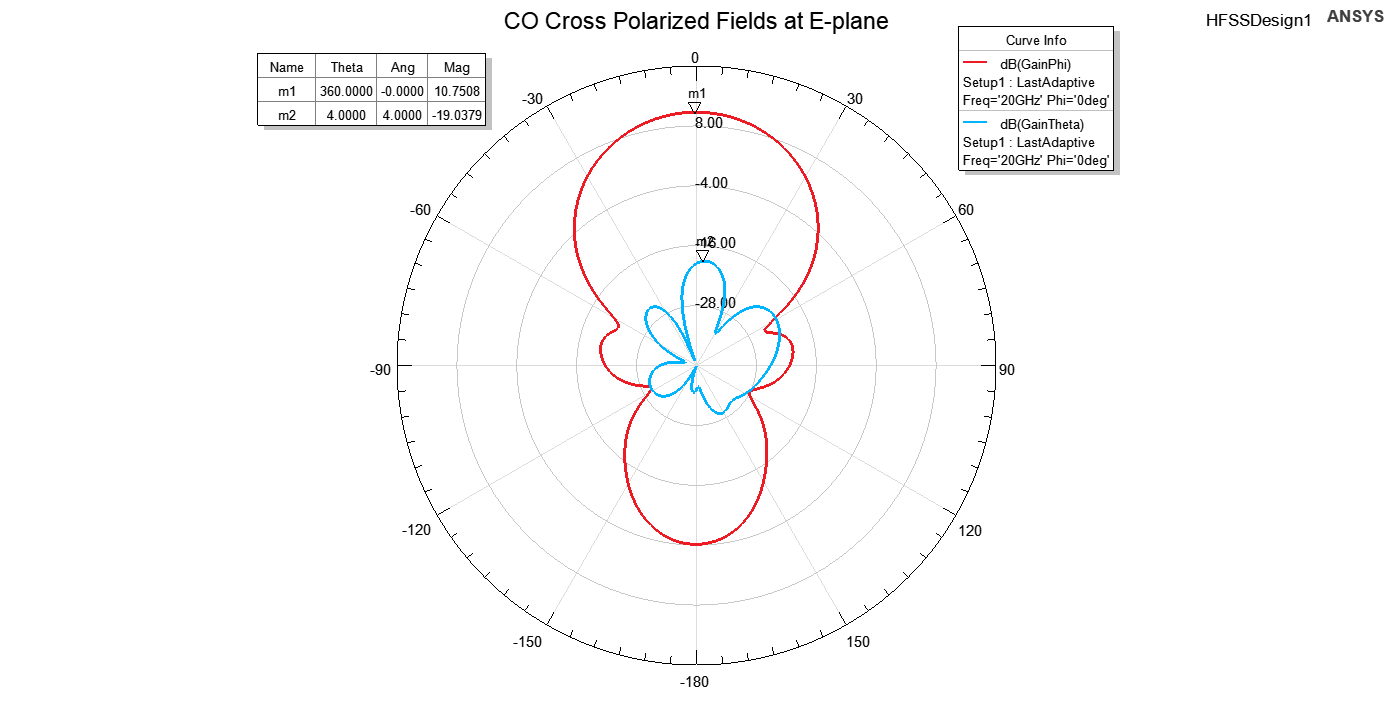 CO Cross Polarized Fields at E-plane
HFSSDesign1
ANSYS
Name Theta Ang Mag
m1 360.0000 -0.0000 10.7508
m2 4.0000 4.0000 -19.0379
Curve Info
dB(GainPhi)
Setup1 : LastAdaptive
Freq='20GHz' Phi='0deg'
dB(GainTheta)
Setup1 : LastAdaptive
Freq='20GHz' Phi='0deg'
0
-30
m1
30
8.00
-60
-4.00
60
m2
-16.00
-28.00
-90
90
-120
120
-150
150
-180